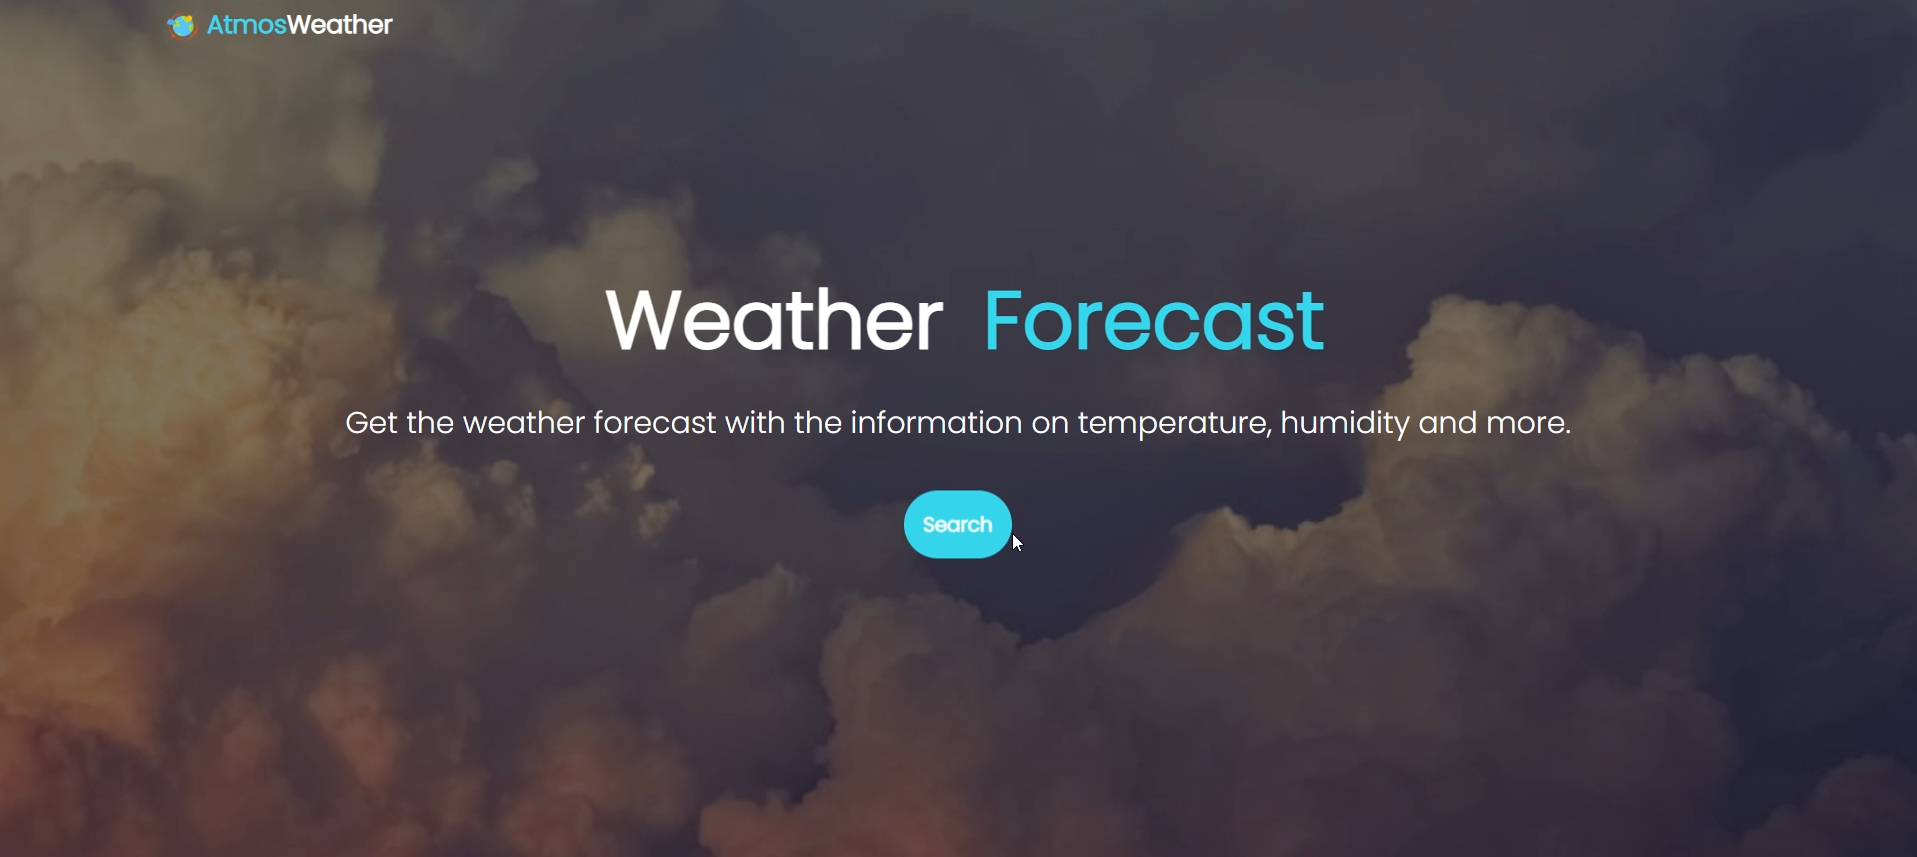 AtmosWeather
Weather Forecast
Get the weather forecast with the information on temperature, humidity and more.
Search